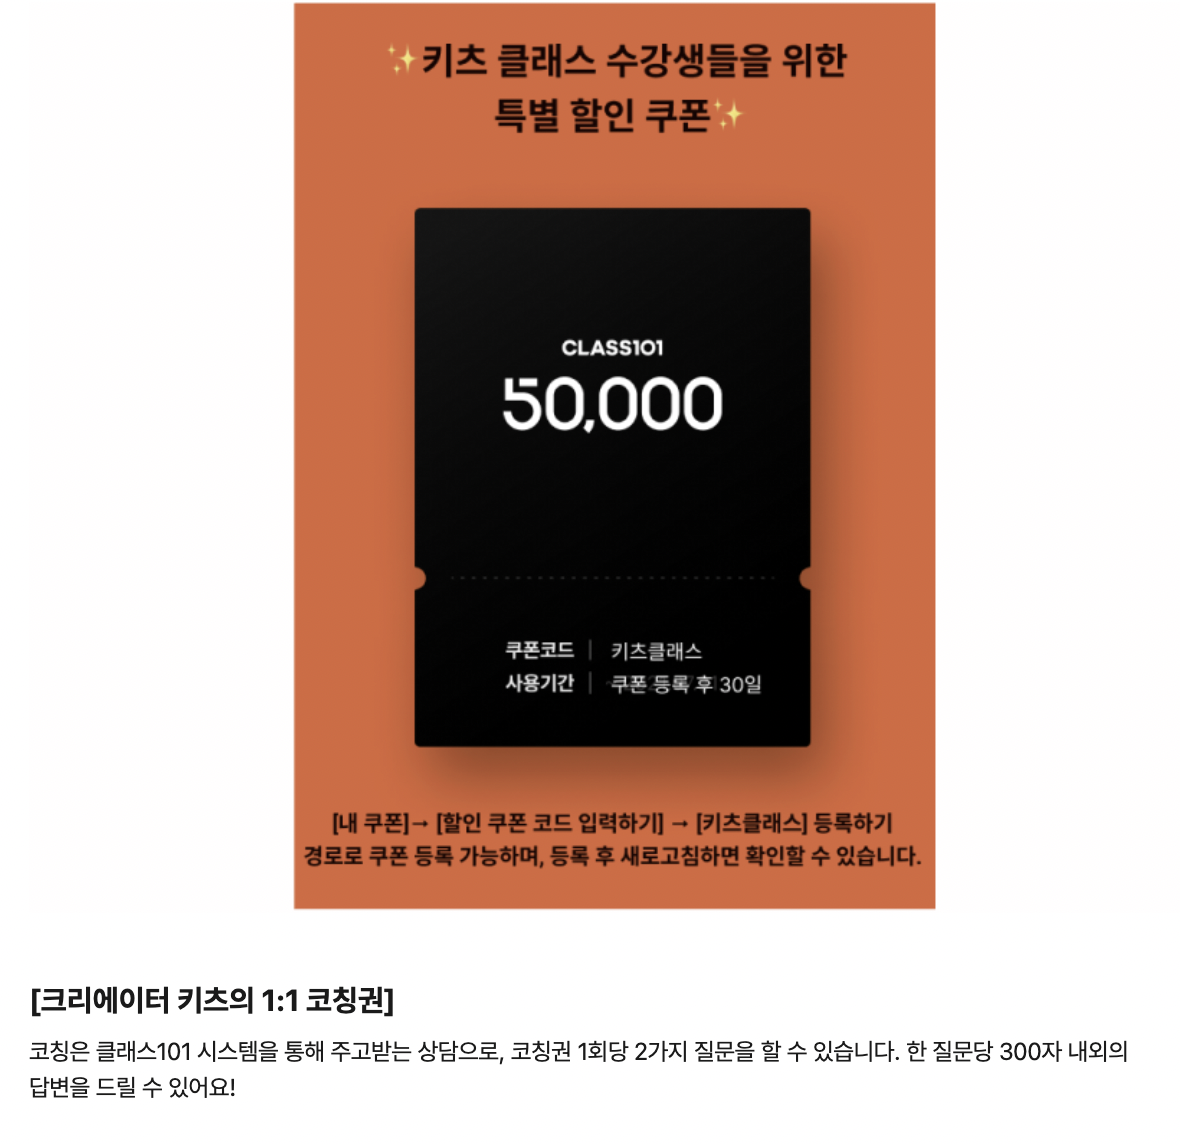 ✨키츠 클래스 수강생들을 위한
특별 할인 쿠폰✨
CLASS101
50,000
쿠폰코드 | 키츠클래스
사용기간 | 쿠폰 등록 후 30일
[내 쿠폰]→ [할인 쿠폰 코드 입력하기] → [키츠클래스] 등록하기
경로로 쿠폰 등록 가능하며, 등록 후 새로고침하면 확인할 수 있습니다.
[크리에이터 키츠의 1:1 코칭권]
코칭은 클래스101 시스템을 통해 주고받는 상담으로, 코칭권 1회당 2가지 질문을 할 수 있습니다. 한 질문당 300자 내외의
답변을 드릴 수 있어요!